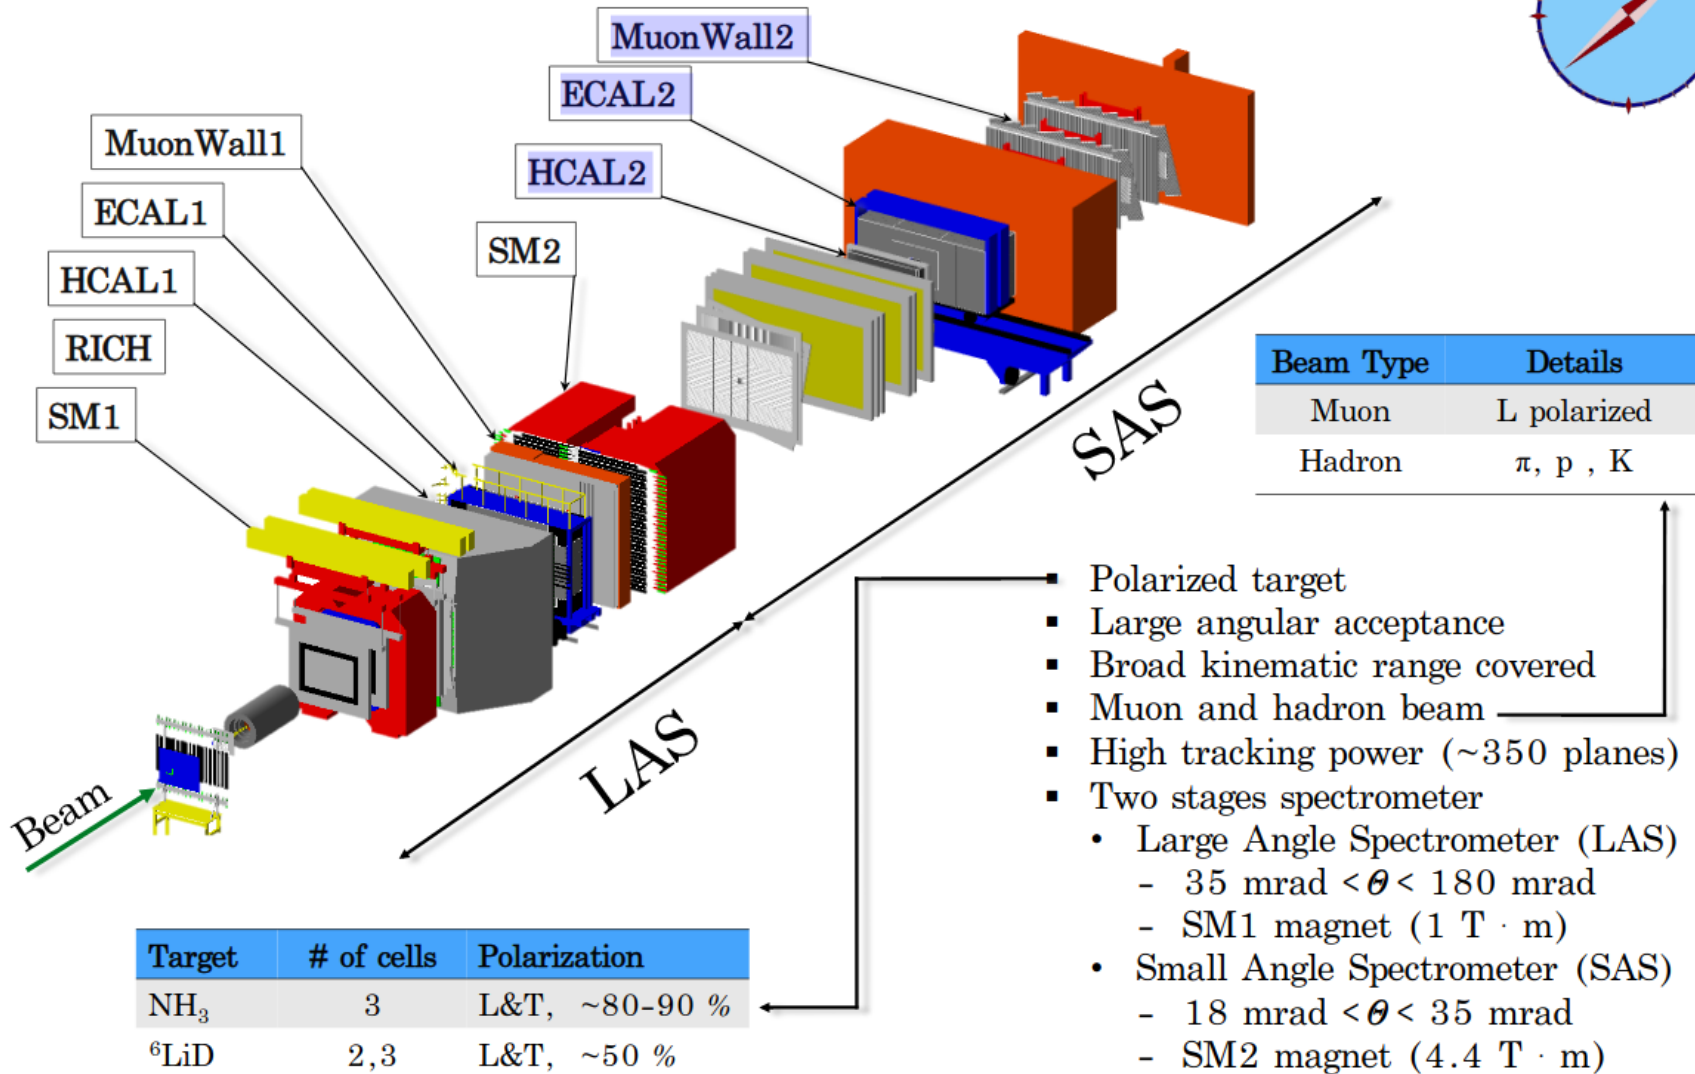 MuonWall2
ECAL2
HCAL2
MuonWall1
ECAL1
HCAL1
RICH
SM1
SM2
SAS
LAS
Beam
Beam Type Details
Muon L polarized
Hadron π, p , K
▪ Polarized target
▪ Large angular acceptance
▪ Broad kinematic range covered
▪ Muon and hadron beam
▪ High tracking power (~350 planes)
▪ Two stages spectrometer
• Large Angle Spectrometer (LAS)
- 35 mrad <θ< 180 mrad
- SM1 magnet (1 T · m)
• Small Angle Spectrometer (SAS)
- 18 mrad <θ< 35 mrad
- SM2 magnet (4.4 T · m)
Target # of cells Polarization
NH₃ 3 L&T, ~80-90 %
⁶LiD 2,3 L&T, ~50 %